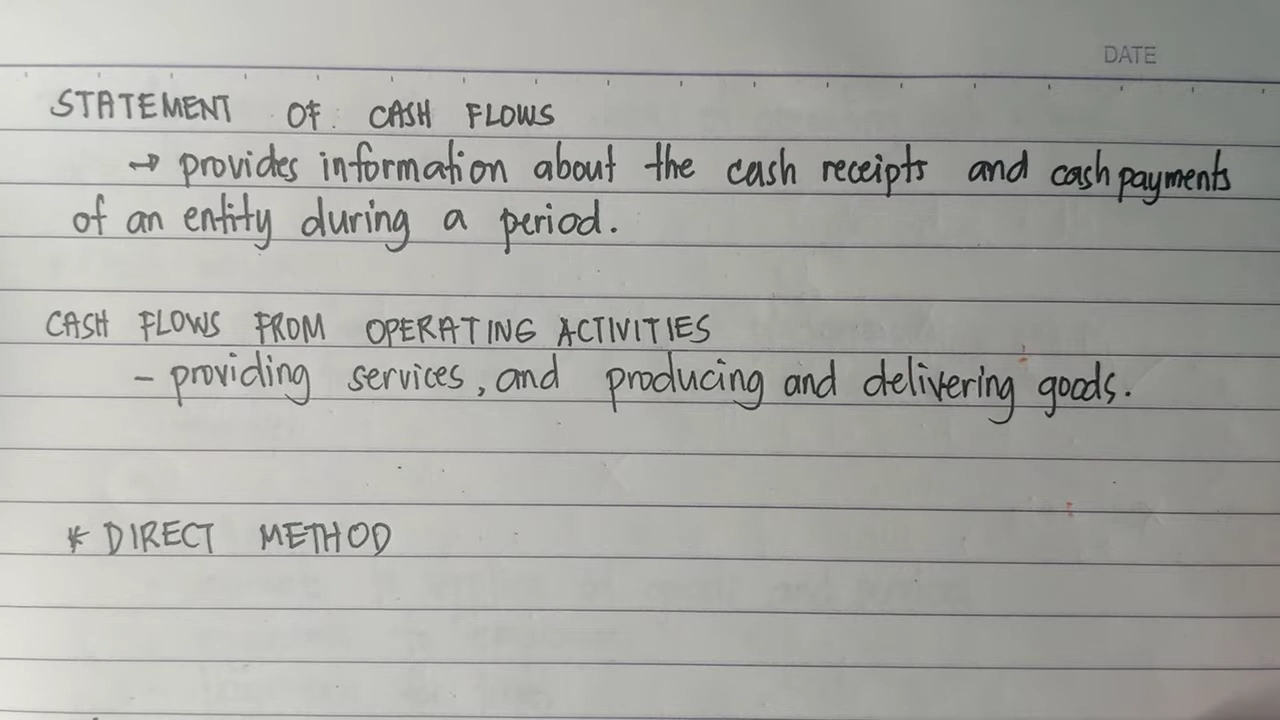 DATE
STATEMENT OF CASH FLOWS
→ provides information about the cash receipts and cash payments
of an entity during a period.
CASH FLOWS FROM OPERATING ACTIVITIES
- providing services, and producing and delivering goods.
* DIRECT METHOD